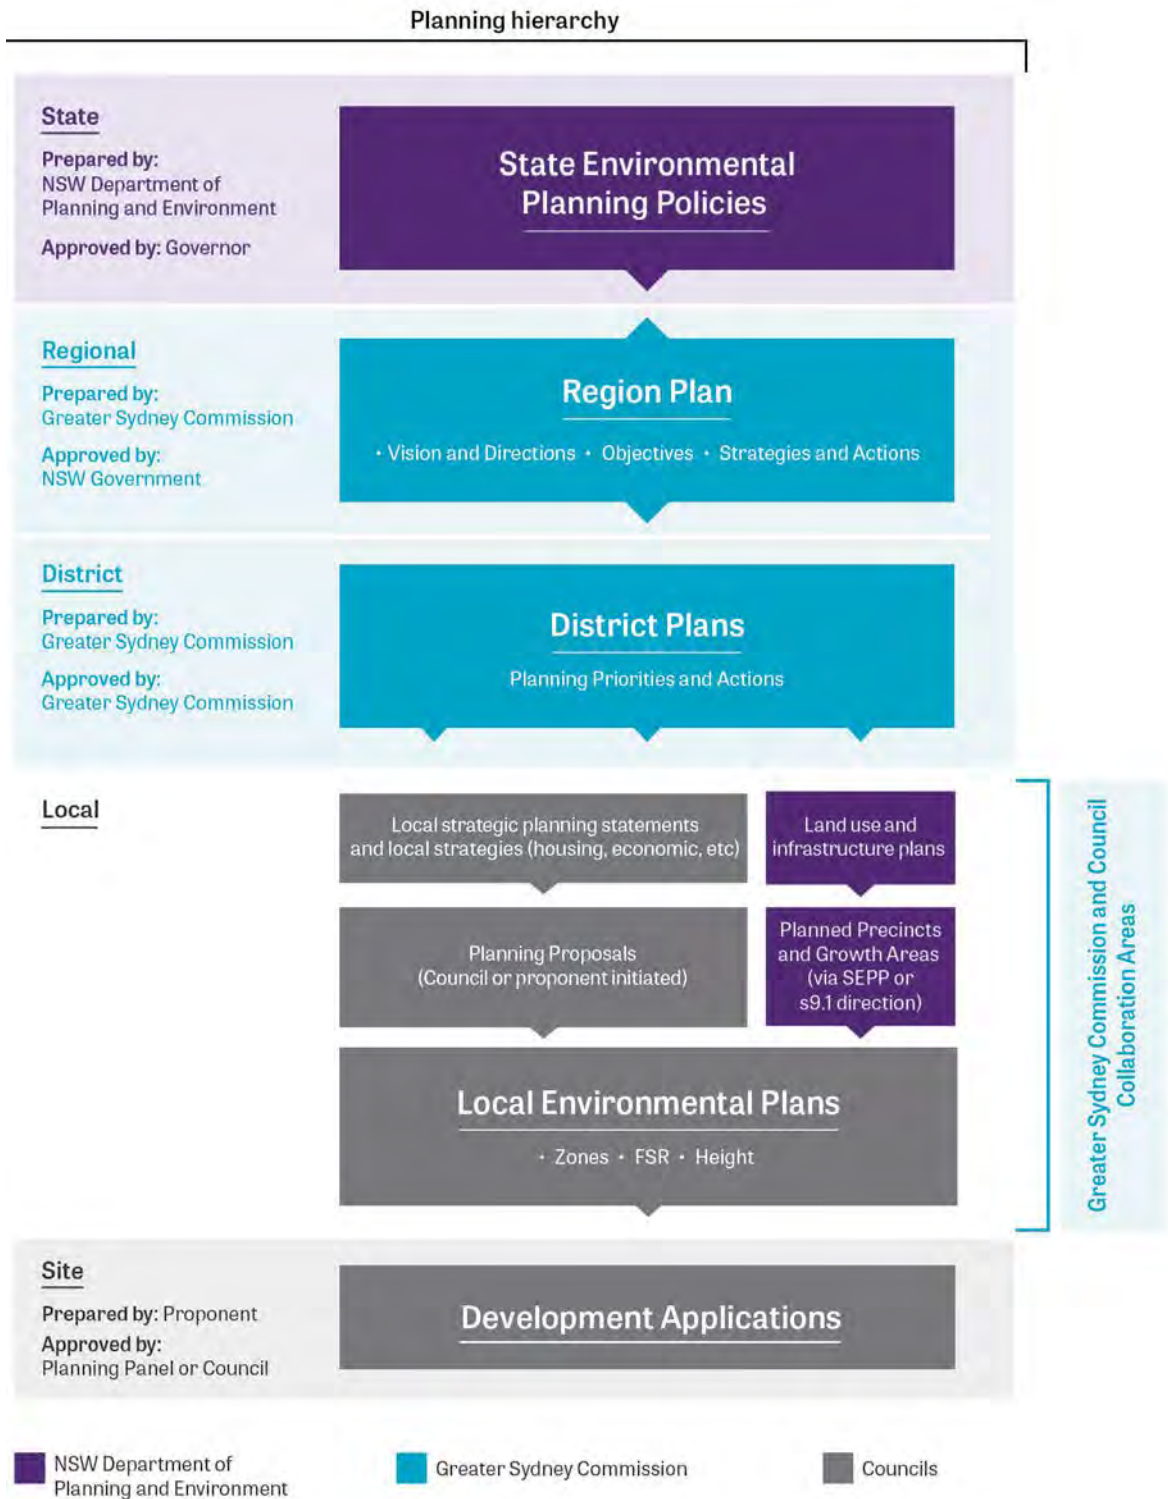 Planning hierarchy
State
Prepared by:
NSW Department of
Planning and Environment
Approved by: Governor
State Environmental
Planning Policies
Regional
Prepared by:
Greater Sydney Commission
Approved by:
NSW Government
Region Plan
• Vision and Directions • Objectives • Strategies and Actions
District
Prepared by:
Greater Sydney Commission
Approved by:
Greater Sydney Commission
District Plans
Planning Priorities and Actions
Local
Local strategic planning statements
and local strategies (housing, economic, etc)
Land use and
infrastructure plans
Planning Proposals
(Council or proponent initiated)
Planned Precincts
and Growth Areas
(via SEPP or
s9.1 direction)
Local Environmental Plans
• Zones • FSR • Height
Greater Sydney Commission and Council
Collaboration Areas
Site
Prepared by: Proponent
Approved by:
Planning Panel or Council
Development Applications
NSW Department of
Planning and Environment
Greater Sydney Commission
Councils